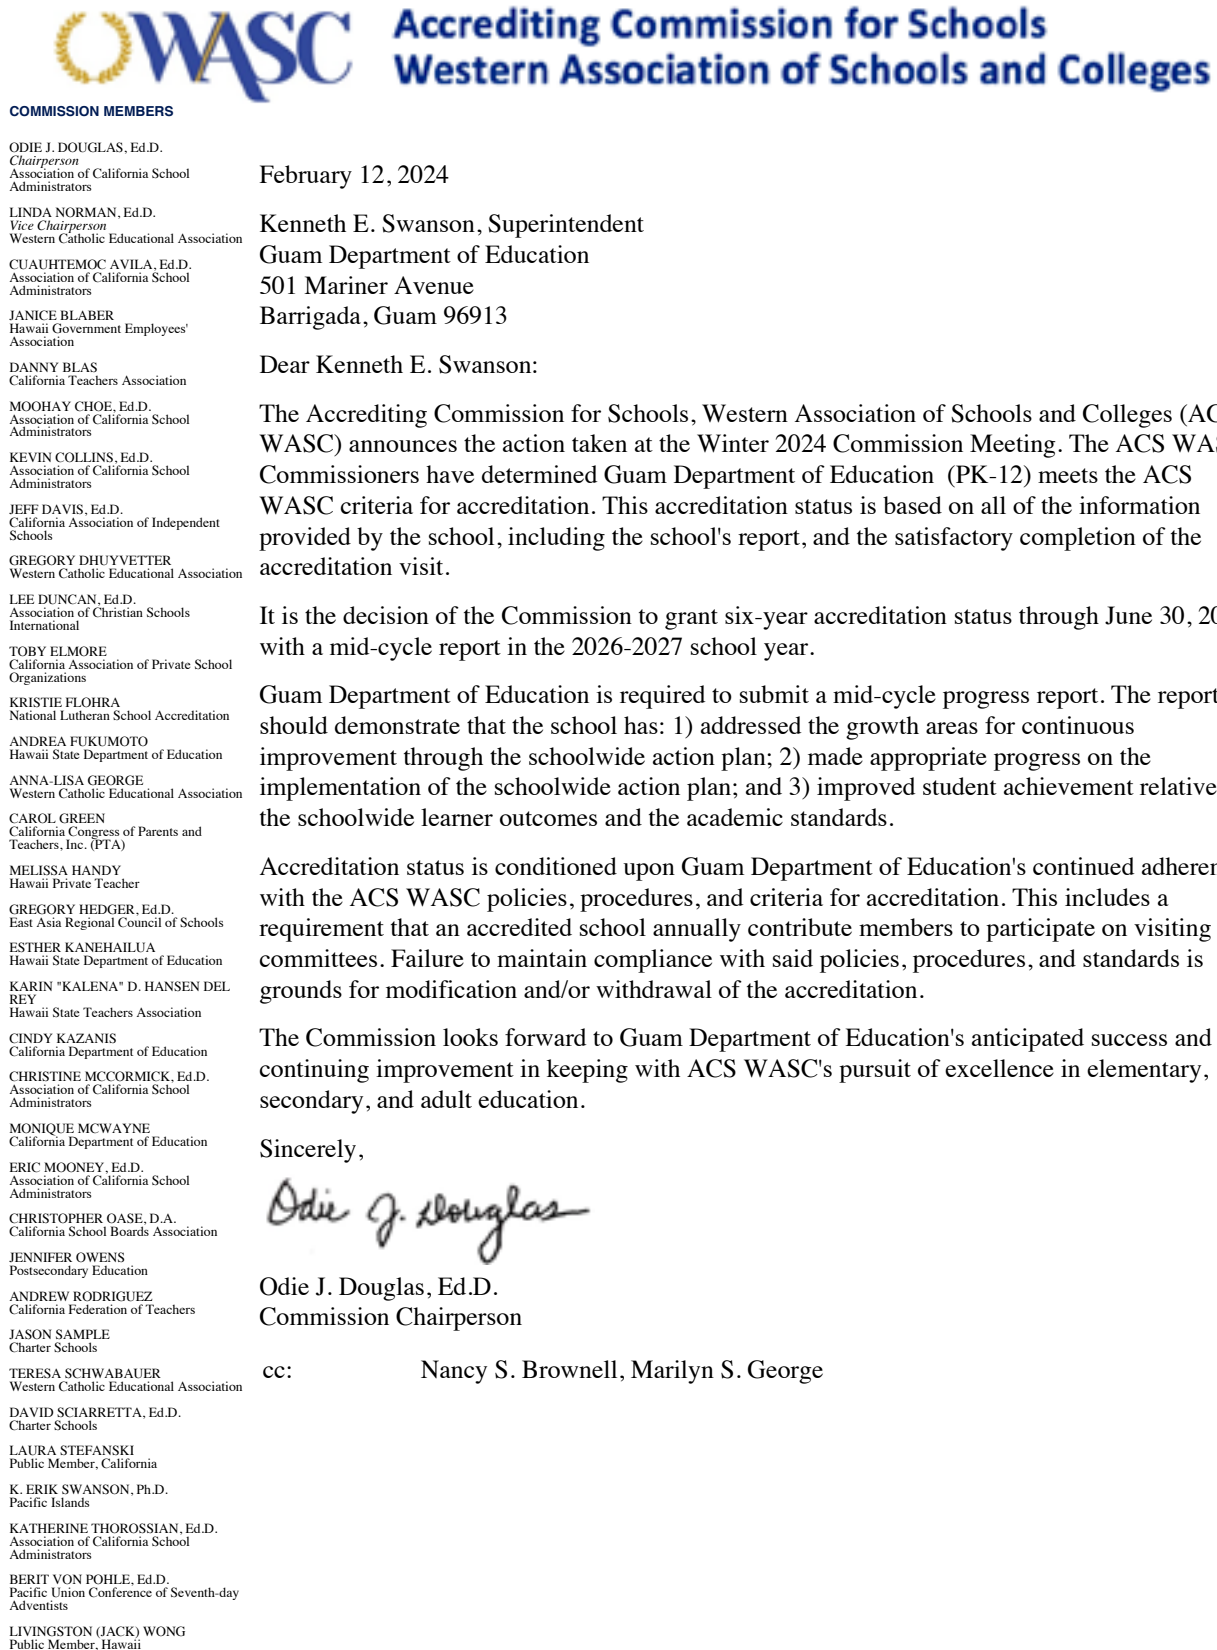 WASC
Accrediting Commission for Schools
Western Association of Schools and Colleges
COMMISSION MEMBERS
ODIE J. DOUGLAS, Ed.D.
Chairperson
Association of California School
Administrators
LINDA NORMAN, Ed.D.
Vice Chairperson
Western Catholic Educational Association
CUAUHTEMOC AVILA, Ed.D.
Association of California School
Administrators
JANICE BLABER
Hawaii Government Employees'
Association
DANNY BLAS
California Teachers Association
MOOHAY CHOE, Ed.D.
Association of California School
Administrators
KEVIN COLLINS, Ed.D.
Association of California School
Administrators
JEFF DAVIS, Ed.D.
California Association of Independent
Schools
GREGORY DHUYVETTER
Western Catholic Educational Association
LEE DUNCAN, Ed.D.
Association of Christian Schools
International
TOBY ELMORE
California Association of Private School
Organizations
KRISTIE FLOHRA
National Lutheran School Accreditation
ANDREA FUKUMOTO
Hawaii State Department of Education
ANNA-LISA GEORGE
Western Catholic Educational Association
CAROL GREEN
California Congress of Parents and
Teachers, Inc. (PTA)
MELISSA HANDY
Hawaii Private Teacher
GREGORY HEDGER, Ed.D.
East Asia Regional Council of Schools
ESTHER KANEHAILUA
Hawaii State Department of Education
KARIN "KALENA" D. HANSEN DEL
REY
Hawaii State Teachers Association
CINDY KAZANIS
California Department of Education
CHRISTINE MCCORMICK, Ed.D.
Association of California School
Administrators
MONIQUE MCWAYNE
California Department of Education
ERIC MOONEY, Ed.D.
Association of California School
Administrators
CHRISTOPHER OASE, D.A.
California School Boards Association
JENNIFER OWENS
Postsecondary Education
ANDREW RODRIGUEZ
California Federation of Teachers
JASON SAMPLE
Charter Schools
TERESA SCHWABAUER
Western Catholic Educational Association
DAVID SCIARRETTA, Ed.D.
Charter Schools
LAURA STEFANSKI
Public Member, California
K. ERIK SWANSON, Ph.D.
Pacific Islands
KATHERINE THOROSSIAN, Ed.D.
Association of California School
Administrators
BERIT VON POHLE, Ed.D.
Pacific Union Conference of Seventh-day
Adventists
LIVINGSTON (JACK) WONG
Public Member, Hawaii
February 12, 2024
Kenneth E. Swanson, Superintendent
Guam Department of Education
501 Mariner Avenue
Barrigada, Guam 96913
Dear Kenneth E. Swanson:
The Accrediting Commission for Schools, Western Association of Schools and Colleges
WASC) announces the action taken at the Winter 2024 Commission Meeting. The ACS
Commissioners have determined Guam Department of Education (PK-12) meets the ACS
WASC criteria for accreditation. This accreditation status is based on all of the information
provided by the school, including the school's report, and the satisfactory completion of the
accreditation visit.
It is the decision of the Commission to grant six-year accreditation status through June 30,
with a mid-cycle report in the 2026-2027 school year.
Guam Department of Education is required to submit a mid-cycle progress report. The report
should demonstrate that the school has: 1) addressed the growth areas for continuous
improvement through the schoolwide action plan; 2) made appropriate progress on the
implementation of the schoolwide action plan; and 3) improved student achievement relative
the schoolwide learner outcomes and the academic standards.
Accreditation status is conditioned upon Guam Department of Education's continued
with the ACS WASC policies, procedures, and criteria for accreditation. This includes a
requirement that an accredited school annually contribute members to participate on visiting
committees. Failure to maintain compliance with said policies, procedures, and standards is
grounds for modification and/or withdrawal of the accreditation.
The Commission looks forward to Guam Department of Education's anticipated success and
continuing improvement in keeping with ACS WASC's pursuit of excellence in elementary,
secondary, and adult education.
Sincerely,
Odie J. Douglas
Odie J. Douglas, Ed.D.
Commission Chairperson
cc: Nancy S. Brownell, Marilyn S. George